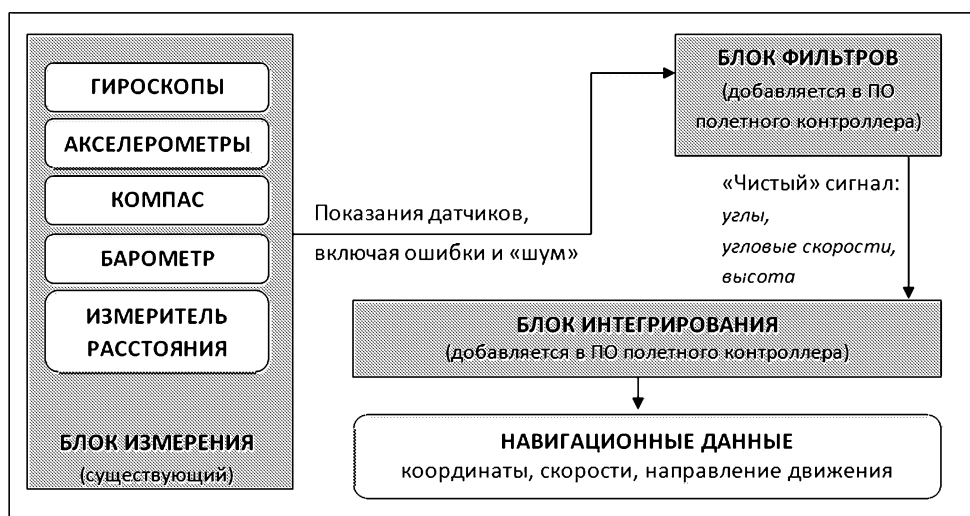 ГИРОСКОПЫ
АКСЕЛЕРОМЕТРЫ
КОМПАС
БАРОМЕТР
ИЗМЕРИТЕЛЬ
РАССТОЯНИЯ
БЛОК ИЗМЕРЕНИЯ
(существующий)
Показания датчиков,
включая ошибки и «шум»
БЛОК ФИЛЬТРОВ
(добавляется в ПО
полетного контроллера)
«Чистый» сигнал:
углы,
угловые скорости,
высота
БЛОК ИНТЕГРИРОВАНИЯ
(добавляется в ПО полетного контроллера)
НАВИГАЦИОННЫЕ ДАННЫЕ
координаты, скорости, направление движения